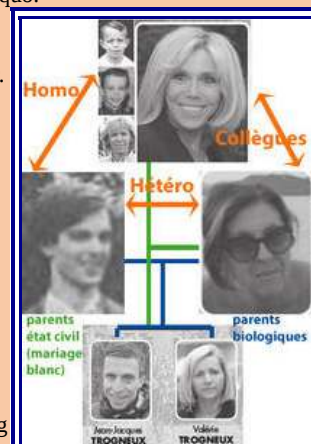 Homo
Collègues
Hétéro
parents
état civil
(mariage
blanc)
parents
biologiques
Jean-Jacques
TROGNEUX
Valérie
TROGNEUX